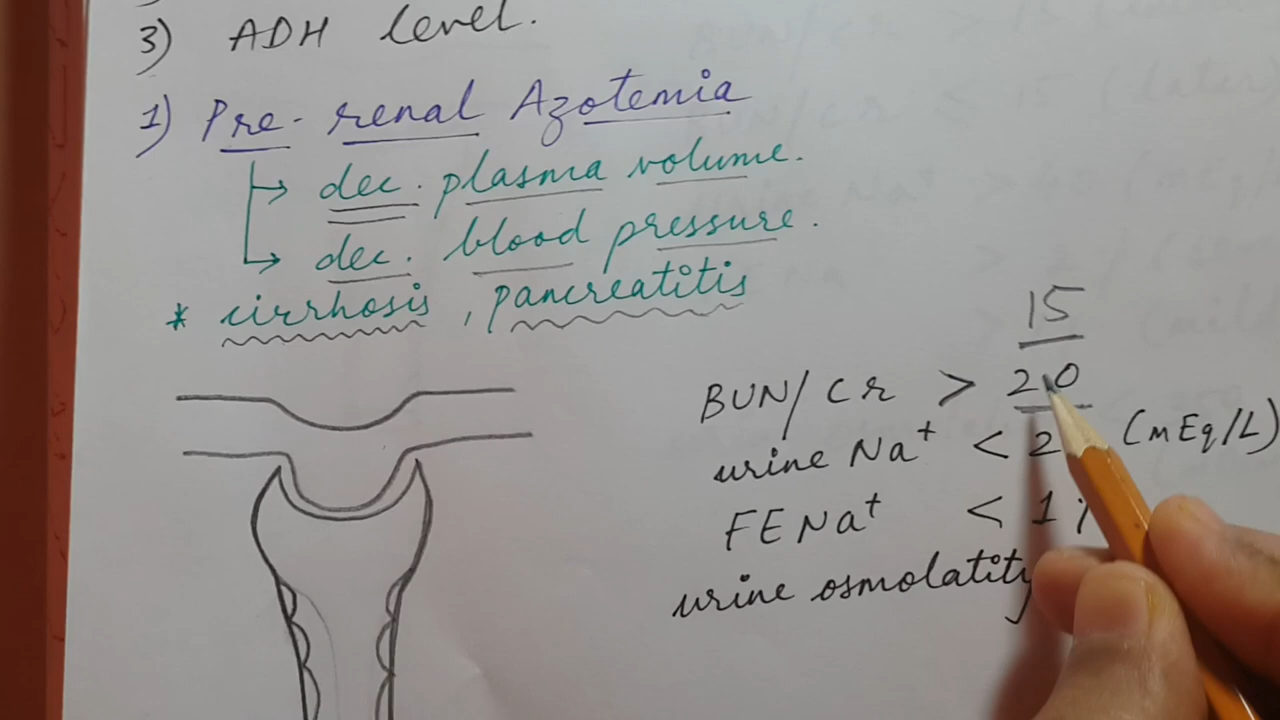 3) ADH level.
1) Pre-renal Azotemia
dec. plasma volume.
dec. blood pressure.
* cirrhosis, pancreatitis
15
BUN/Cr > 20
urine Na+ < 2 (mEq/L)
FENa+ < 1%
urine osmolatity